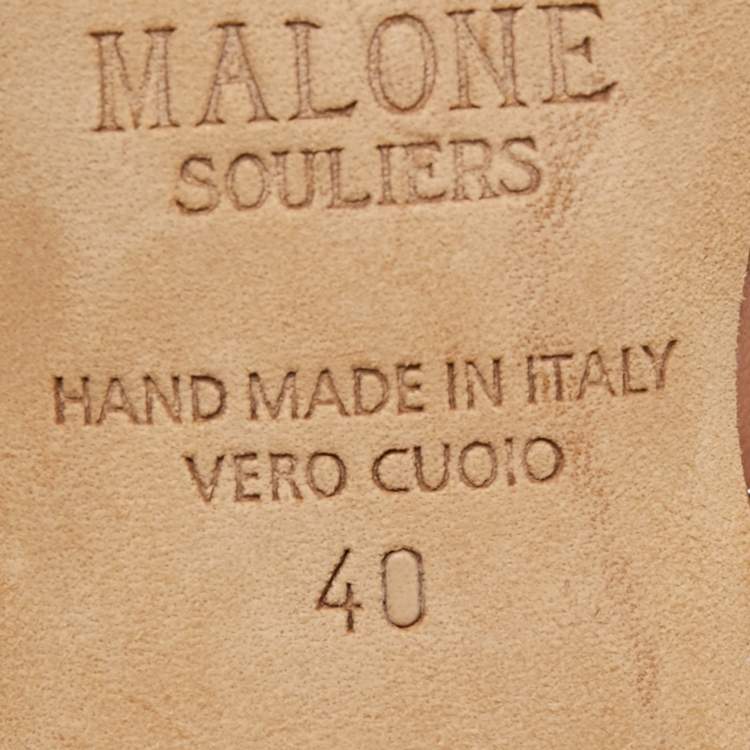 MALONE
SOULIERS
HAND MADE IN ITALY
VERO CUOIO
40